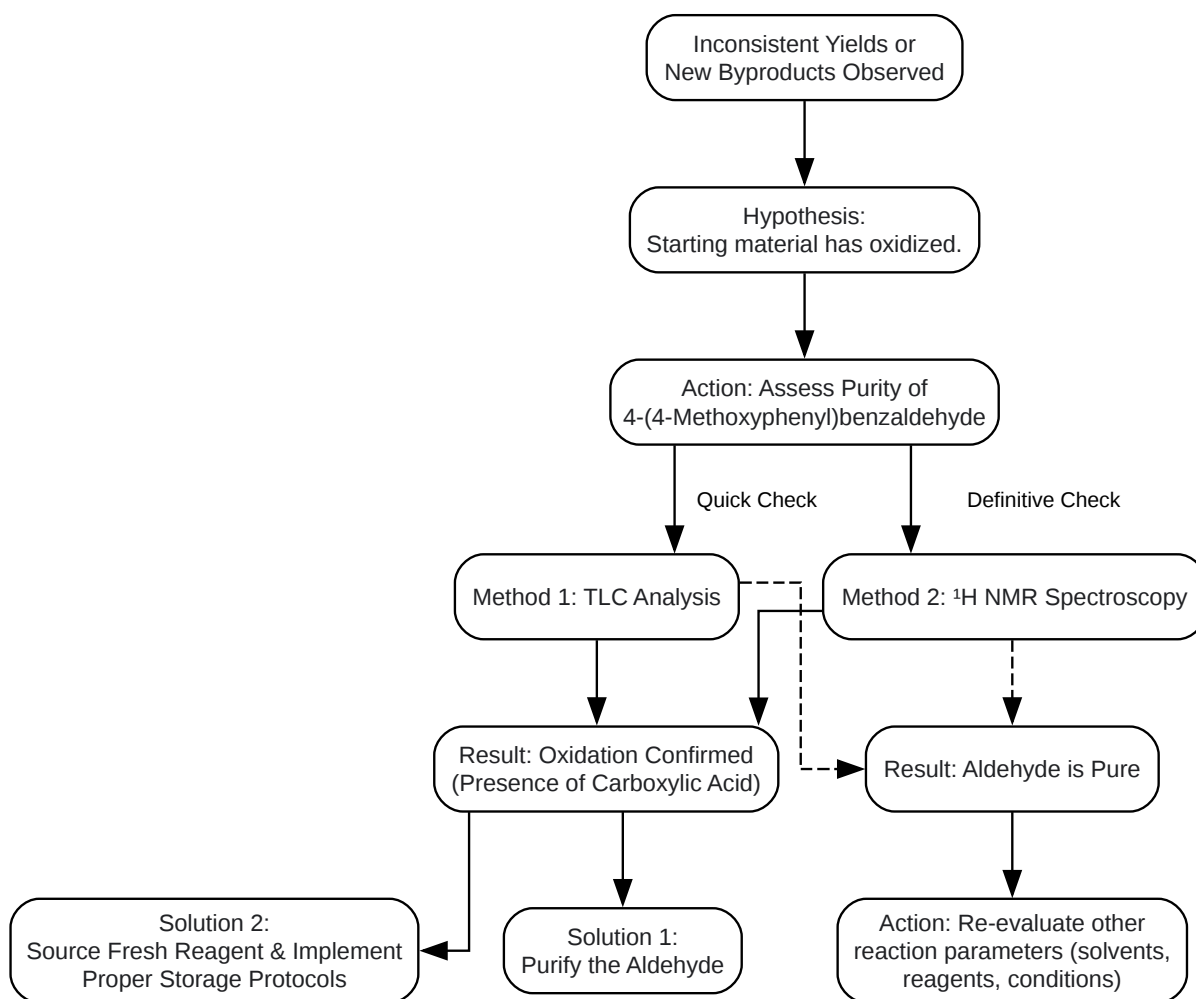 Inconsistent Yields or
New Byproducts Observed
Hypothesis:
Starting material has oxidized.
Action: Assess Purity of
4-(4-Methoxyphenyl)benzaldehyde
Quick Check
Definitive Check
Method 1: TLC Analysis
Method 2: ¹H NMR Spectroscopy
Result: Oxidation Confirmed
(Presence of Carboxylic Acid)
Result: Aldehyde is Pure
Solution 2:
Source Fresh Reagent & Implement
Proper Storage Protocols
Solution 1:
Purify the Aldehyde
Action: Re-evaluate other
reaction parameters (solvents,
reagents, conditions)